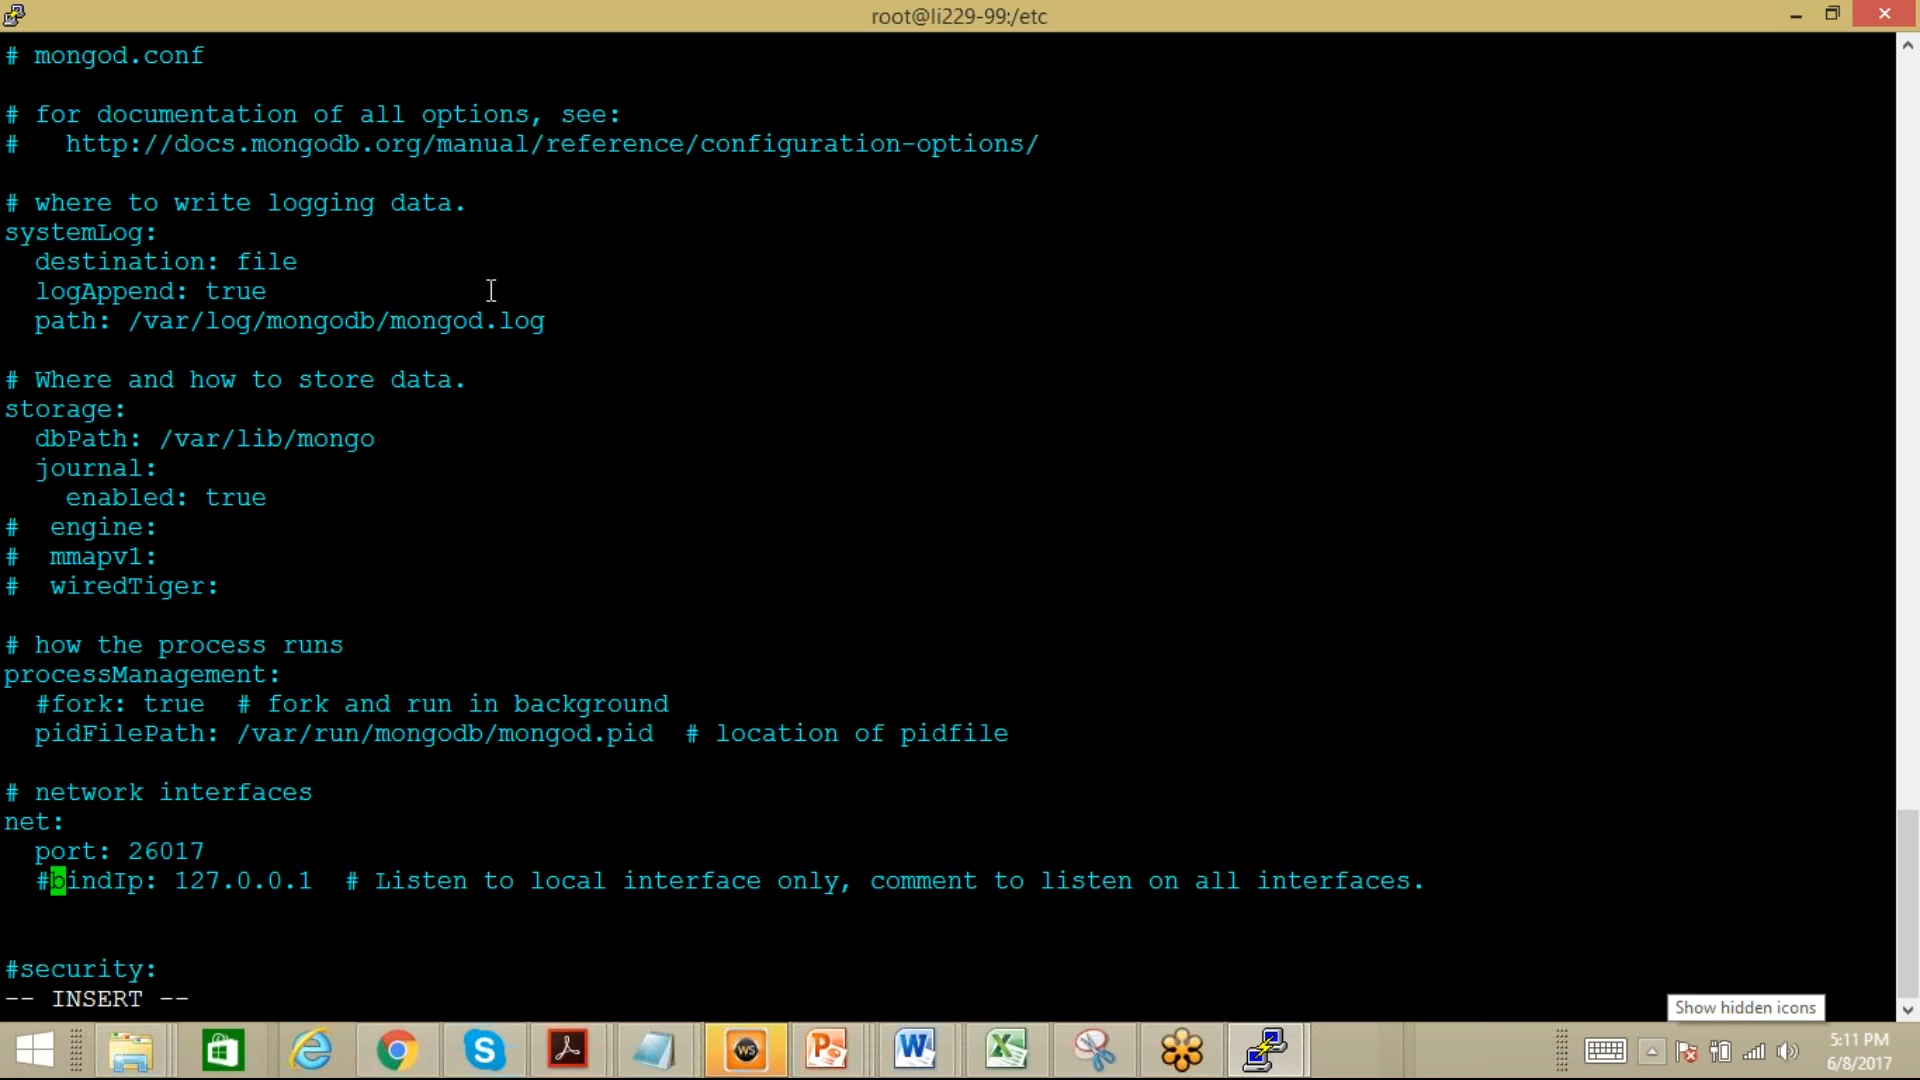 root@li229-99:/etc
# mongod.conf
# for documentation of all options, see:
#   http://docs.mongodb.org/manual/reference/configuration-options/
# where to write logging data.
systemLog:
  destination: file
  logAppend: true
  path: /var/log/mongodb/mongod.log
# Where and how to store data.
storage:
  dbPath: /var/lib/mongo
  journal:
    enabled: true
#  engine:
#  mmapv1:
#  wiredTiger:
# how the process runs
processManagement:
  #fork: true  # fork and run in background
  pidFilePath: /var/run/mongodb/mongod.pid  # location of pidfile
# network interfaces
net:
  port: 26017
  #bindIp: 127.0.0.1  # Listen to local interface only, comment to listen on all interfaces.
#security:
-- INSERT --
Show hidden icons
WS
5:11 PM
6/8/2017